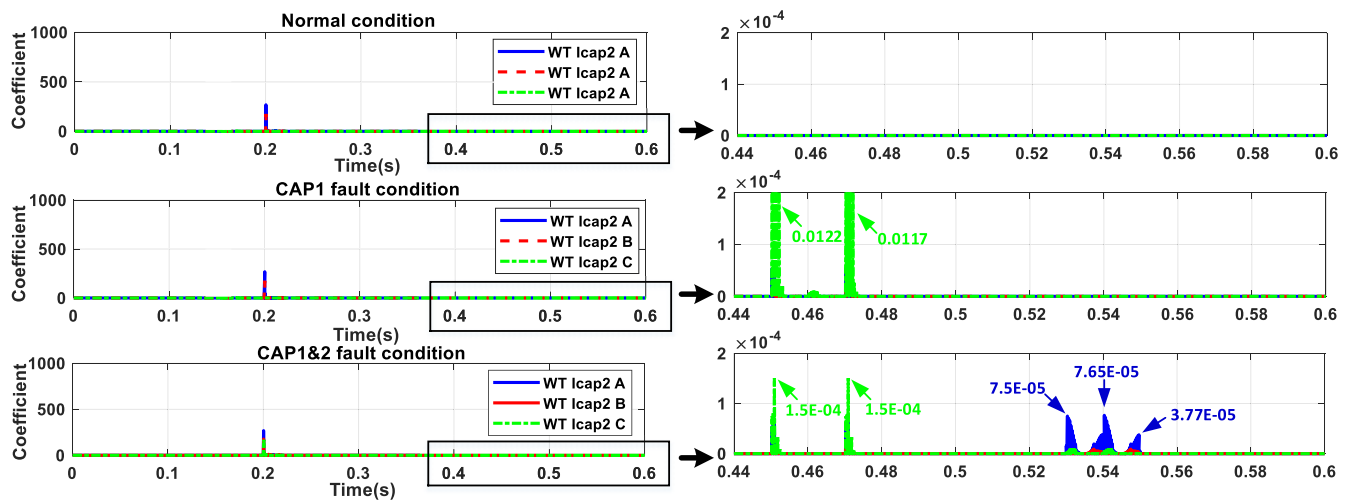 Normal condition
Coefficient
1000
500
0
WT Icap2 A
WT Icap2 A
WT Icap2 A
0 0.1 0.2 0.3 0.4 0.5 0.6
Time(s)
×10-4
2
1
0
0.44 0.46 0.48 0.5 0.52 0.54 0.56 0.58 0.6
CAP1 fault condition
Coefficient
1000
500
0
WT Icap2 A
WT Icap2 B
WT Icap2 C
0 0.1 0.2 0.3 0.4 0.5 0.6
Time(s)
×10-4
2
1
0
0.0122
0.0117
0.44 0.46 0.48 0.5 0.52 0.54 0.56 0.58 0.6
CAP1&2 fault condition
Coefficient
1000
500
0
WT Icap2 A
WT Icap2 B
WT Icap2 C
0 0.1 0.2 0.3 0.4 0.5 0.6
Time(s)
×10-4
2
1
0
1.5E-04
1.5E-04
7.5E-05
7.65E-05
3.77E-05
0.44 0.46 0.48 0.5 0.52 0.54 0.56 0.58 0.6